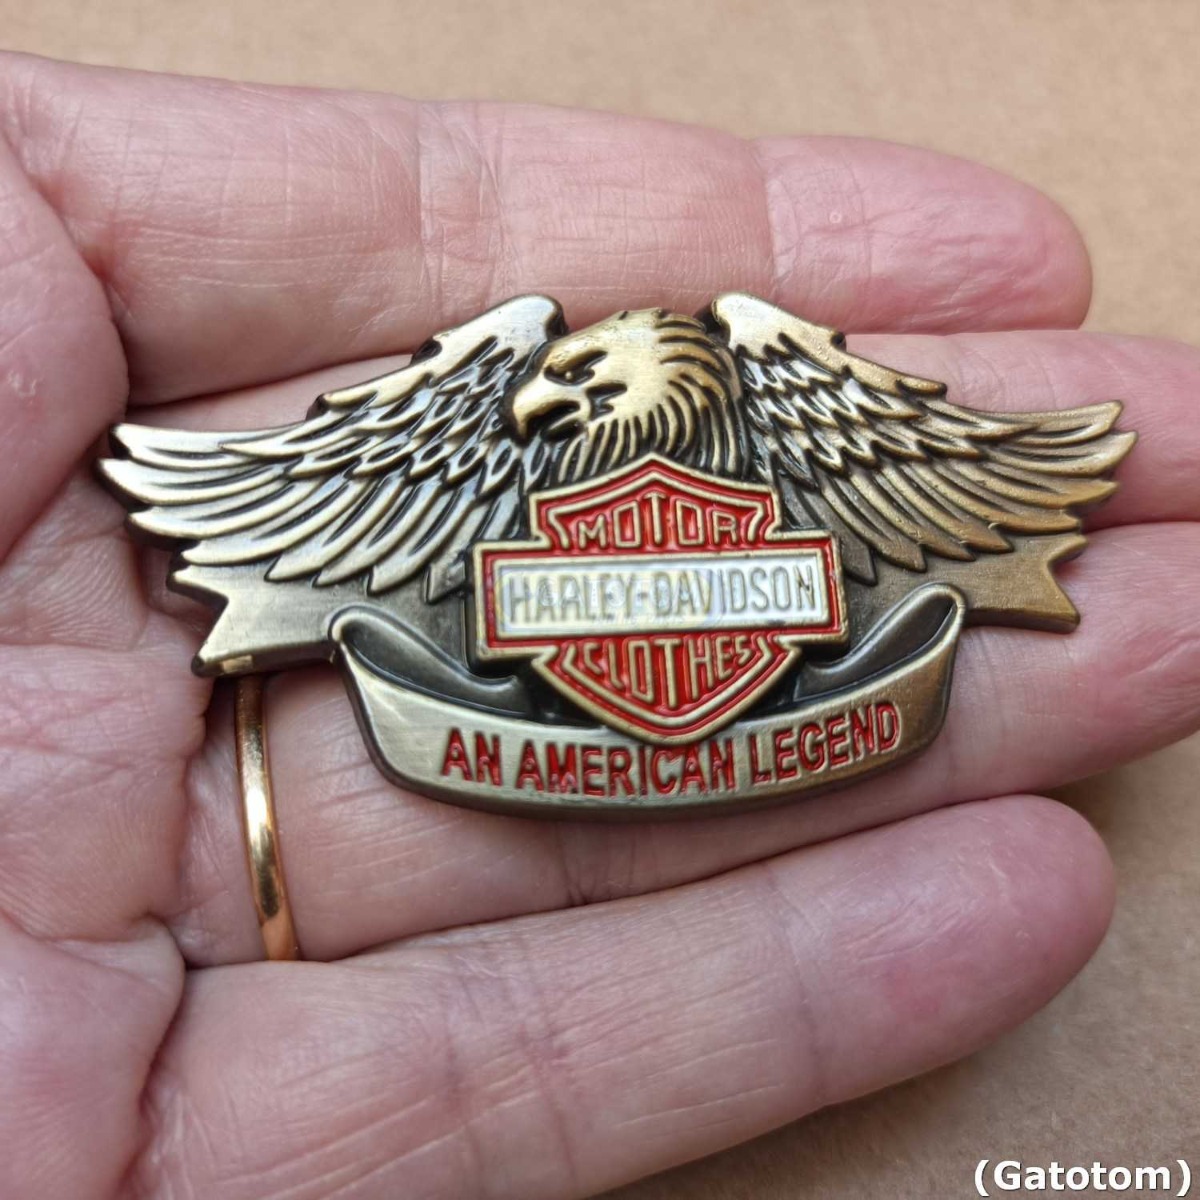 MOTOR
HARLEY-DAVIDSON
CLOTHES
AN AMERICAN LEGEND
(Gatotom)